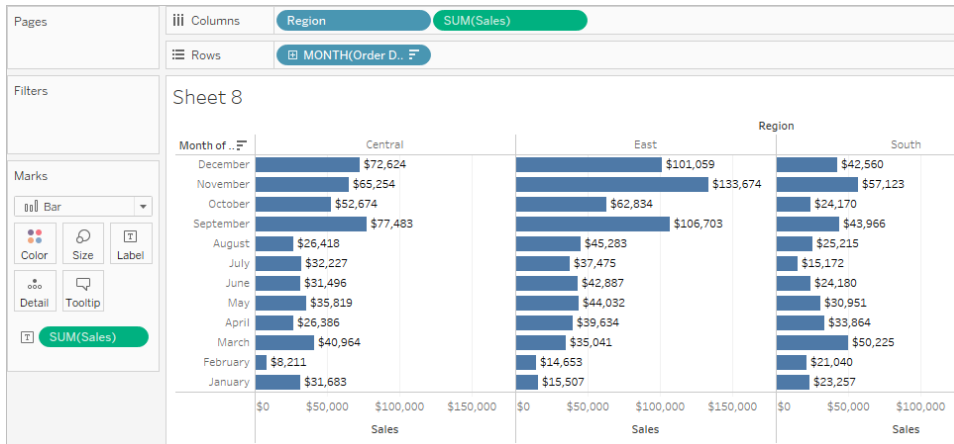 Pages
Columns
Region
SUM(Sales)
Rows
MONTH(Order D..
Filters
Sheet 8
Region
Month of ..
Central
East
South
December $72,624 $101,059 $42,560
November $65,254 $133,674 $57,123
October $52,674 $62,834 $24,170
September $77,483 $106,703 $43,966
August $26,418 $45,283 $25,215
July $32,227 $37,475 $15,172
June $31,496 $42,887 $24,180
May $35,819 $44,032 $30,951
April $26,386 $39,634 $33,864
March $40,964 $35,041 $50,225
February $8,211 $14,653 $21,040
January $31,683 $15,507 $23,257
$0 $50,000 $100,000 $150,000 $0 $50,000 $100,000 $150,000 $0 $50,000 $100,000
Sales Sales Sales
Marks
Bar
Color Size T Label
Detail Tooltip
T SUM(Sales)